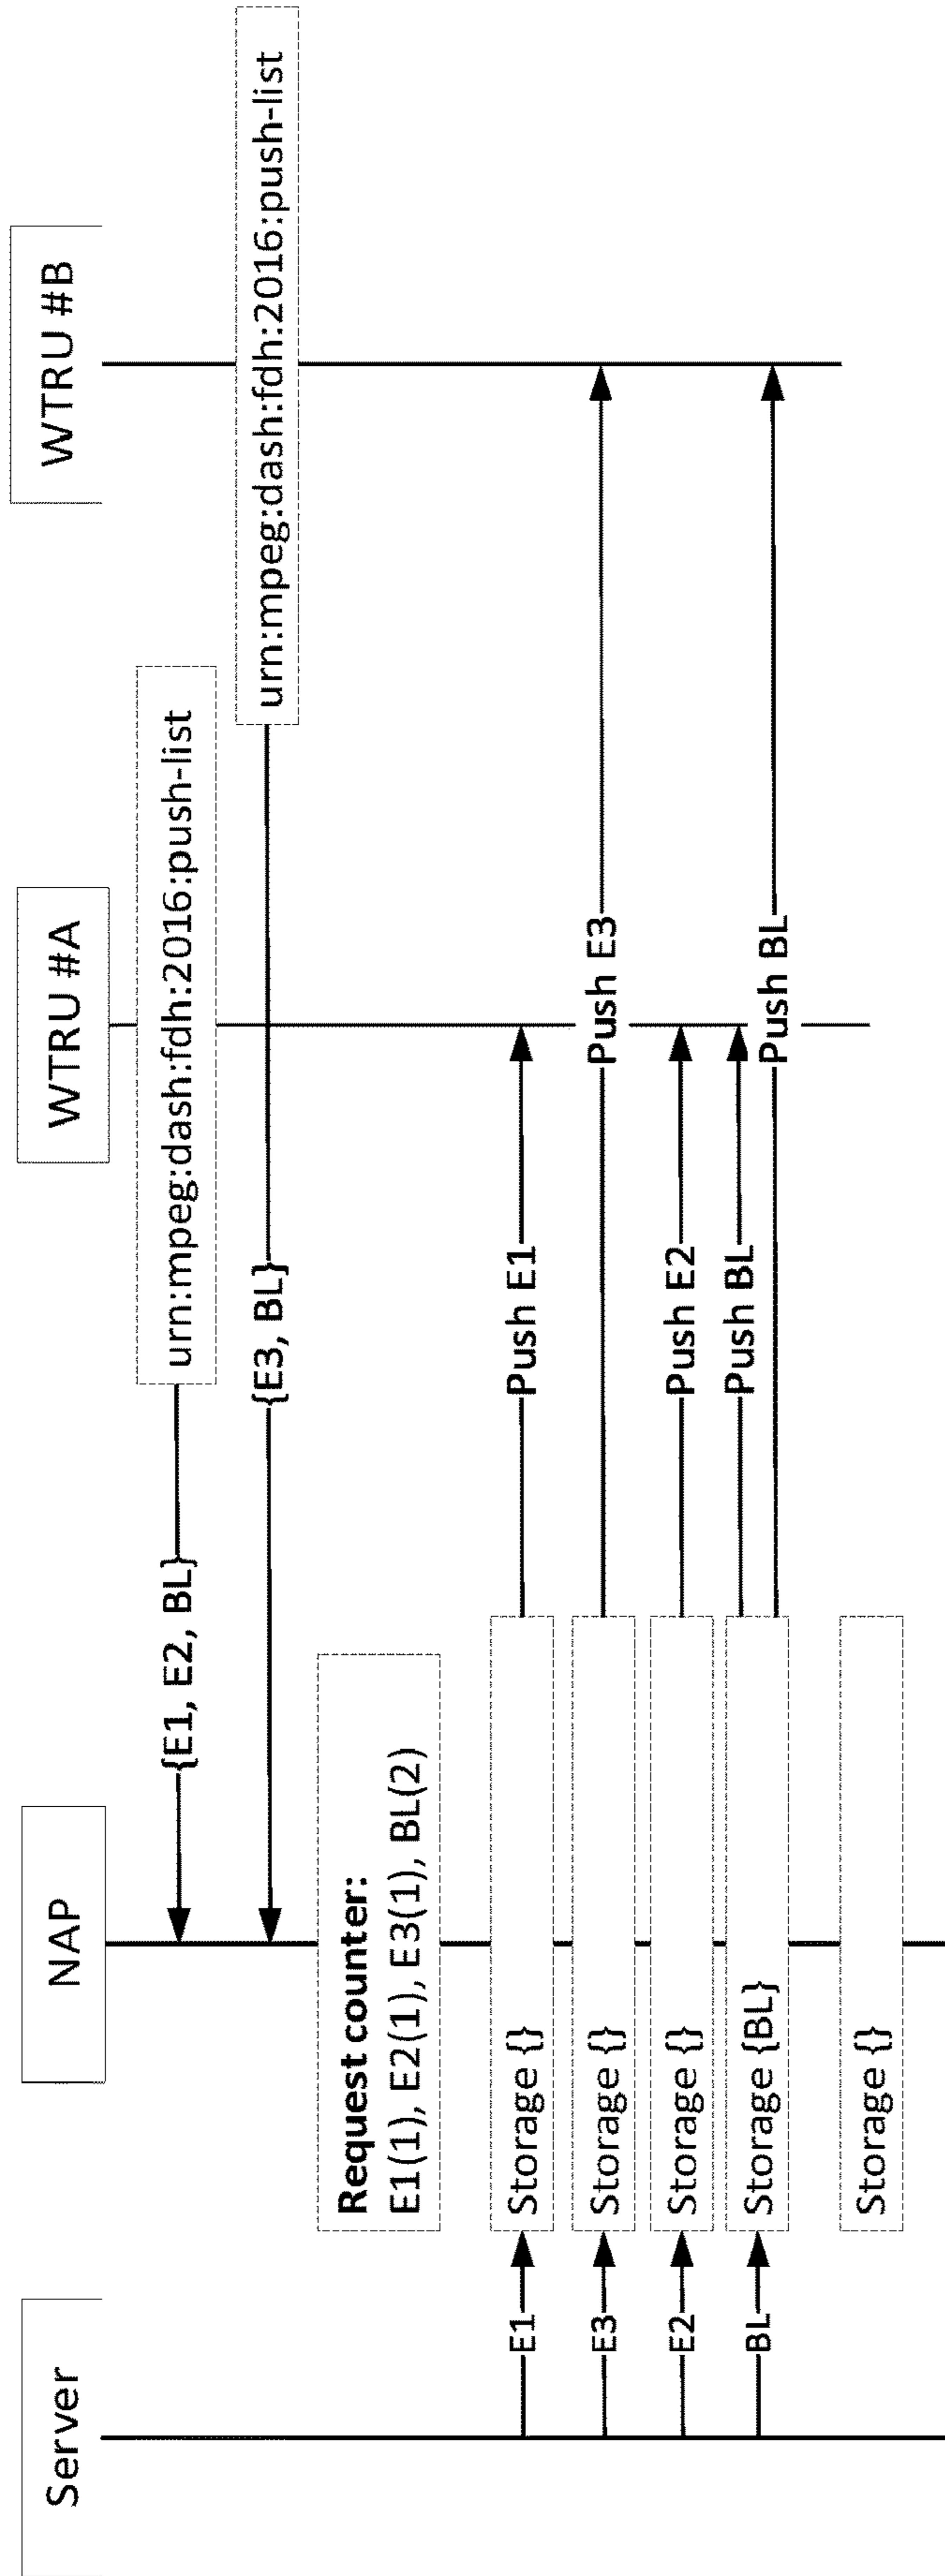 Server
NAP
WTRU #A
WTRU #B
urn:mpeg:dash:fdh:2016:push-list
{E1, E2, BL}
urn:mpeg:dash:fdh:2016:push-list
{E3, BL}
Request counter:
E1(1), E2(1), E3(1), BL(2)
E1
Storage {}
Push E1
E3
Storage {}
Push E3
E2
Storage {}
Push E2
BL
Storage {BL}
Push BL
Push BL
Storage {}